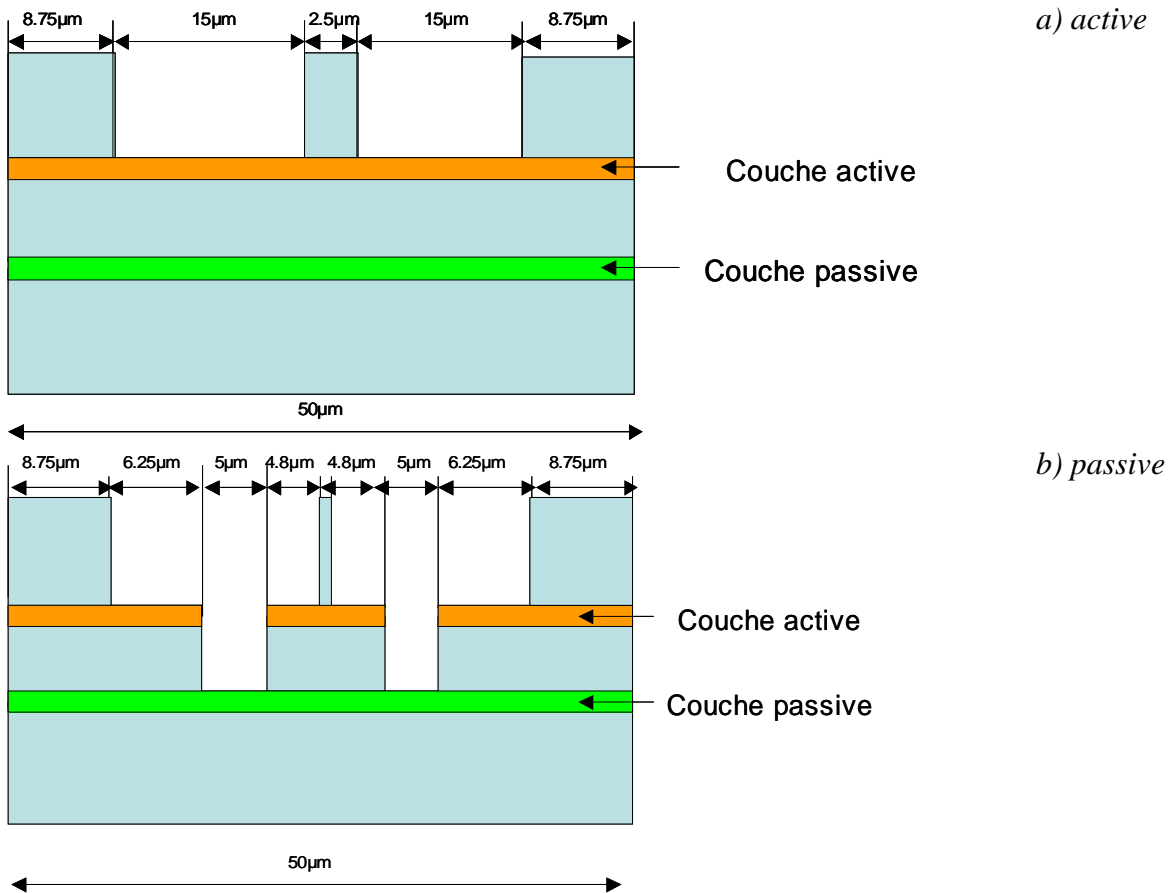 8.75µm 15µm 2.5µm 15µm 8.75µm
a) active
Couche active
Couche passive
50µm
8.75µm 6.25µm 5µm 4.8µm 4.8µm 5µm 6.25µm 8.75µm
b) passive
Couche active
Couche passive
50µm